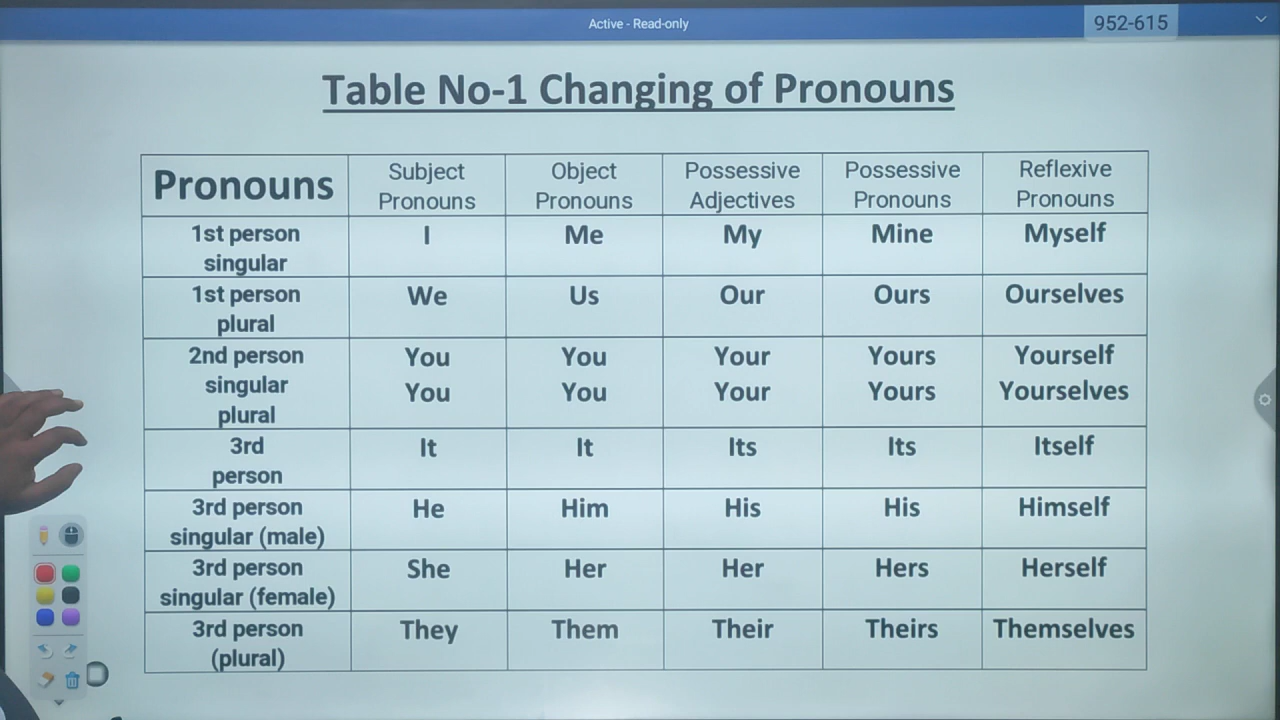 Active - Read-only
952-615
Table No-1 Changing of Pronouns
Pronouns
Subject Pronouns
Object Pronouns
Possessive Adjectives
Possessive Pronouns
Reflexive Pronouns
1st person singular
I
Me
My
Mine
Myself
1st person plural
We
Us
Our
Ours
Ourselves
2nd person singular plural
You
You
Your
Yours
Yourself
You
You
Your
Yours
Yourselves
3rd person
It
It
Its
Its
Itself
3rd person singular (male)
He
Him
His
His
Himself
3rd person singular (female)
She
Her
Her
Hers
Herself
3rd person (plural)
They
Them
Their
Theirs
Themselves